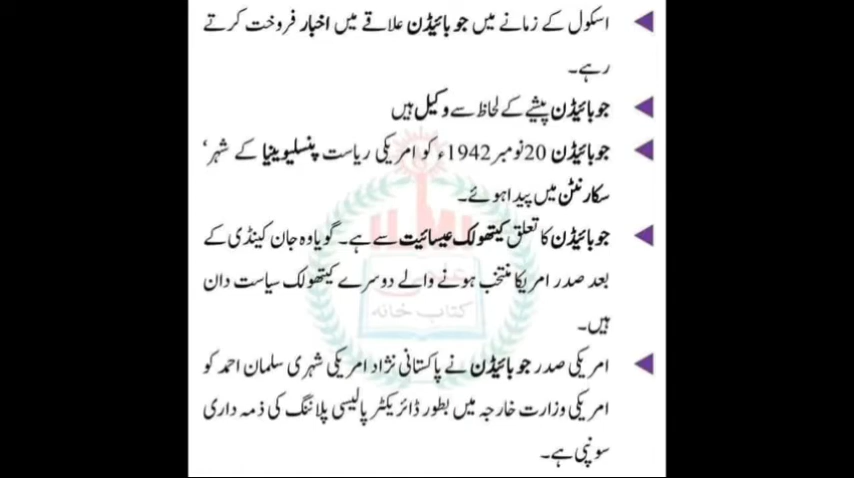 اسکول کے زمانے میں جو بائیڈن علاقے میں اخبار فروخت کرتے
رہے۔
جو بائیڈن پیشے کے لحاظ سے وکیل ہیں
جو بائیڈن 20 نومبر 1942ء کو امریکی ریاست پنسلیوینیا کے شہر‘
سکارنٹن میں پیدا ہوئے۔
جو بائیڈن کا تعلق کیتھولک عیسائیت سے ہے۔ گویا وہ جان کینڈی کے
بعد صدر امریکا منتخب ہونے والے دوسرے کیتھولک سیاست دان
ہیں۔
امریکی صدر جو بائیڈن نے پاکستانی نژاد امریکی شہری سلمان احمد کو
امریکی وزارت خارجہ میں بطور ڈائریکٹر پالیسی پلاننگ کی ذمہ داری
سونپی ہے۔
علمی
کتاب خانہ